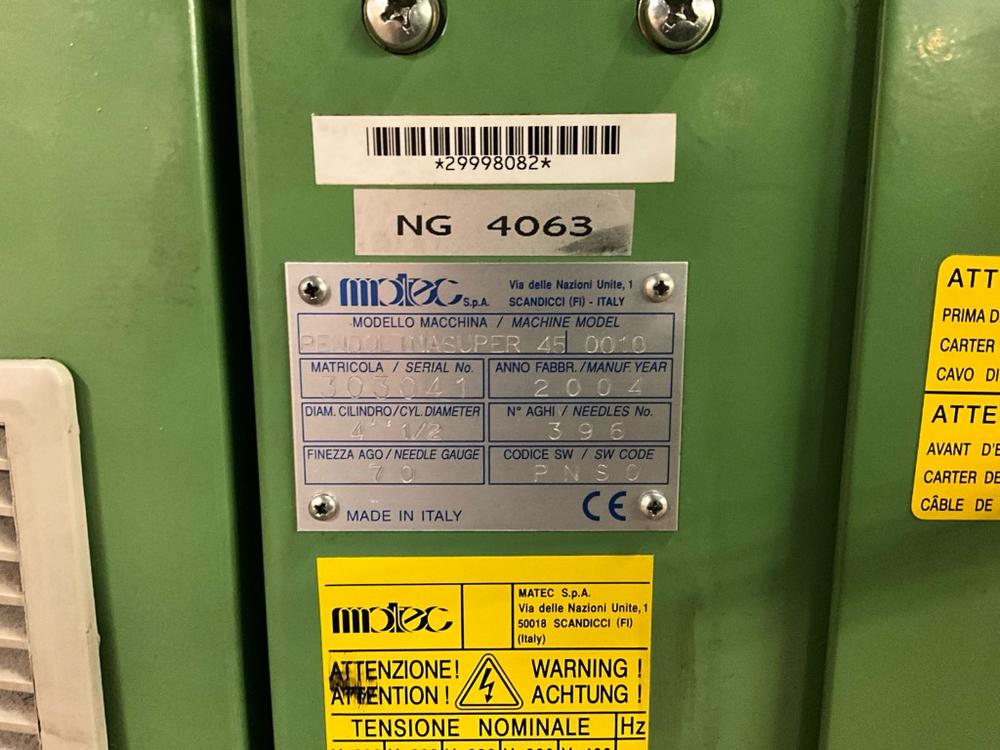 *29998082*
NG 4063
matec S.p.A.
Via delle Nazioni Unite, 1
SCANDICCI (FI) - ITALY
MODELLO MACCHINA / MACHINE MODEL
PENDOLINASUPER 45 0010
MATRICOLA / SERIAL No.
303041
ANNO FABBR./MANUF. YEAR
2004
DIAM. CILINDRO/CYL. DIAMETER
4'' 1/2
N° AGHI / NEEDLES No.
396
FINEZZA AGO / NEEDLE GAUGE
70
CODICE SW / SW CODE
PNS0
MADE IN ITALY
CE
matec
MATEC S.p.A.
Via delle Nazioni Unite, 1
50018 SCANDICCI (FI)
(Italy)
ATTENZIONE!
ATTENTION !
WARNING !
ACHTUNG !
TENSIONE NOMINALE Hz
ATT
PRIMA D
CARTER
CAVO DI
ATTE
AVANT D'E
CARTER DE
CÂBLE DE